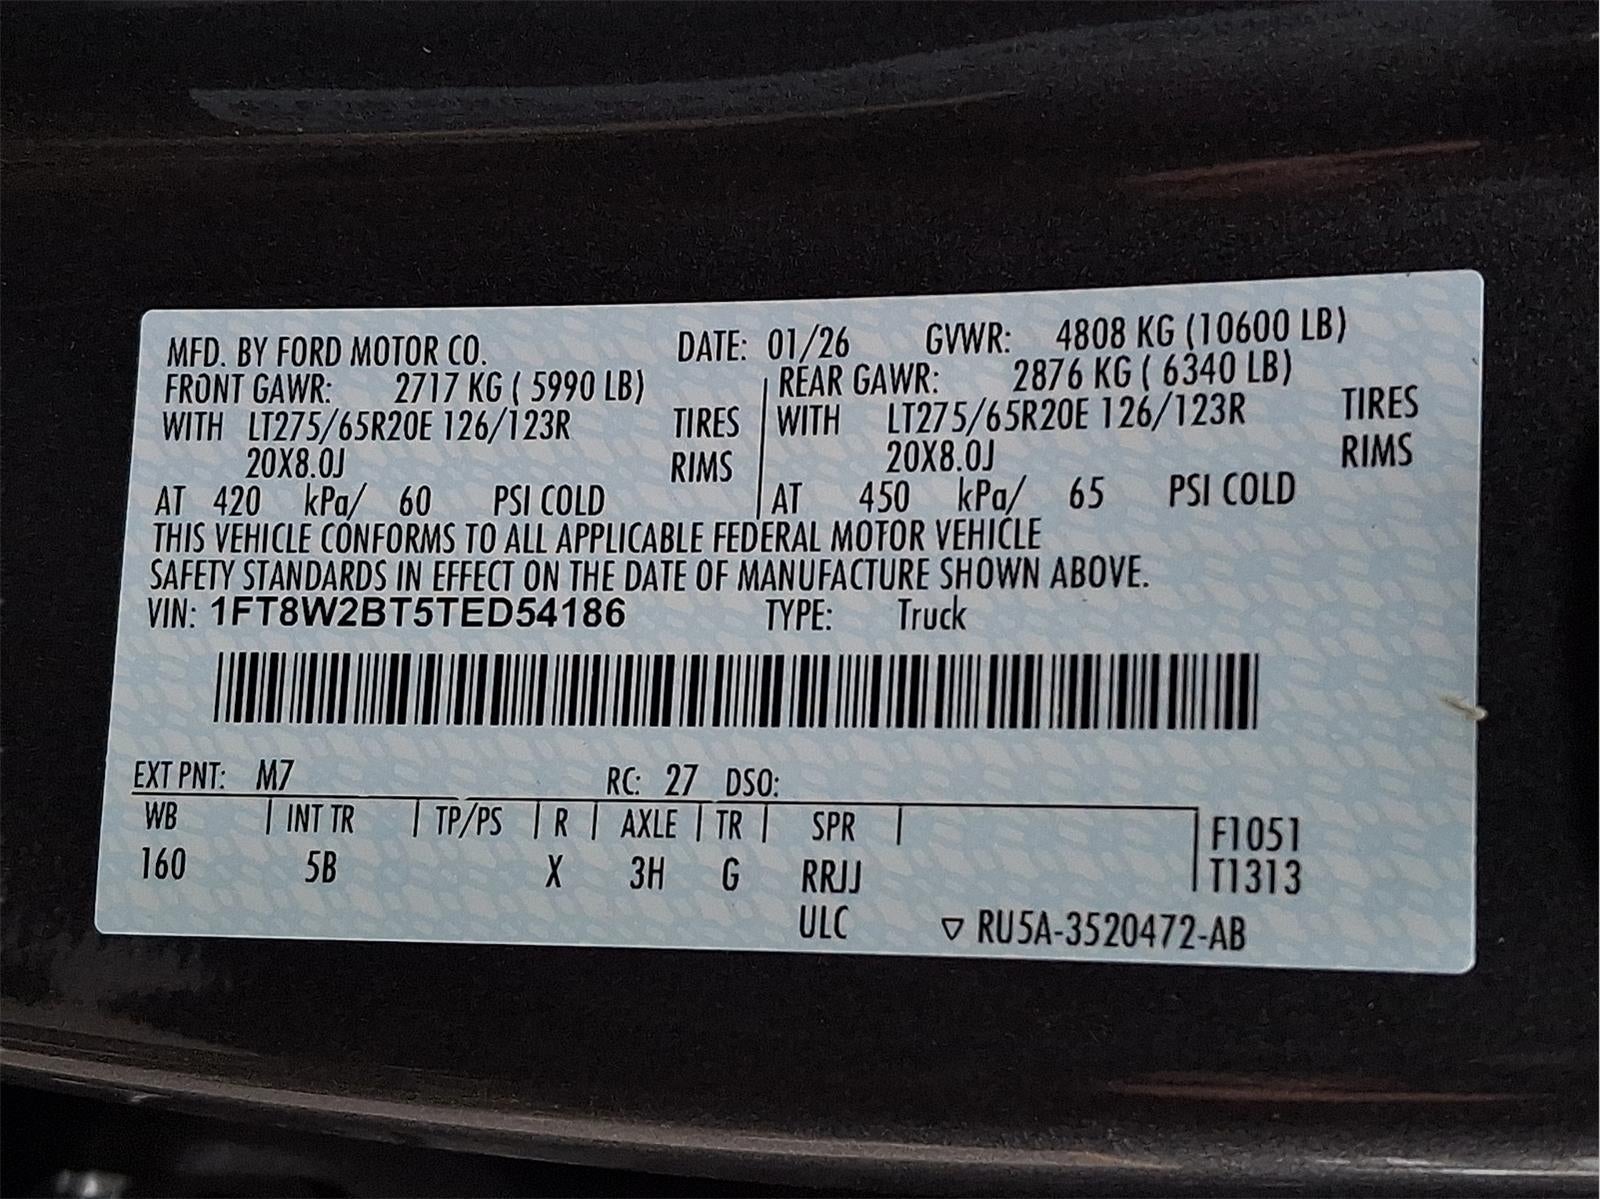 MFD. BY FORD MOTOR CO. DATE: 01/26 GVWR: 4808 KG (10600 LB)
FRONT GAWR: 2717 KG ( 5990 LB) REAR GAWR: 2876 KG ( 6340 LB)
WITH LT275/65R20E 126/123R TIRES WITH LT275/65R20E 126/123R TIRES
20X8.0J RIMS 20X8.0J RIMS
AT 420 kPa/ 60 PSI COLD AT 450 kPa/ 65 PSI COLD
THIS VEHICLE CONFORMS TO ALL APPLICABLE FEDERAL MOTOR VEHICLE
SAFETY STANDARDS IN EFFECT ON THE DATE OF MANUFACTURE SHOWN ABOVE.
VIN: 1FT8W2BT5TED54186 TYPE: Truck
EXT PNT: M7 RC: 27 DSO:
WB INT TR TP/PS R AXLE TR SPR F1051
160 5B X 3H G RRJJ T1313
ULC ▽ RU5A-3520472-AB